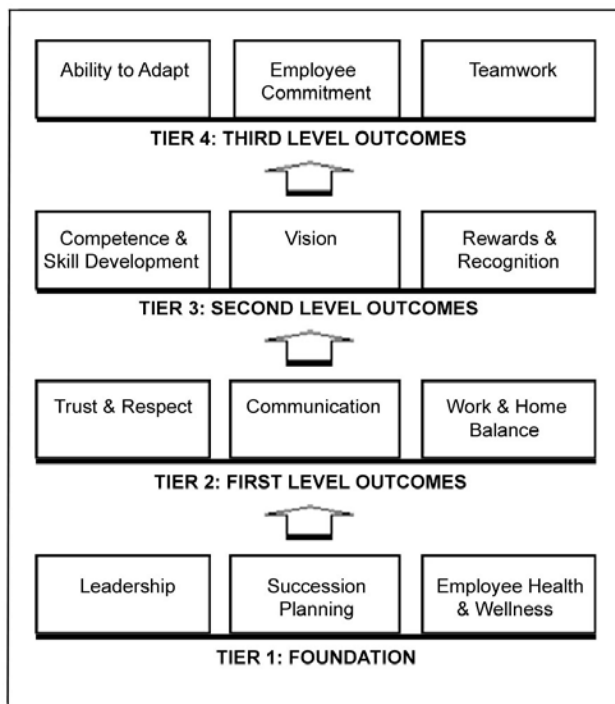 Ability to Adapt
Employee
Commitment
Teamwork
TIER 4: THIRD LEVEL OUTCOMES
Competence &
Skill Development
Vision
Rewards &
Recognition
TIER 3: SECOND LEVEL OUTCOMES
Trust & Respect
Communication
Work & Home
Balance
TIER 2: FIRST LEVEL OUTCOMES
Leadership
Succession
Planning
Employee Health
& Wellness
TIER 1: FOUNDATION